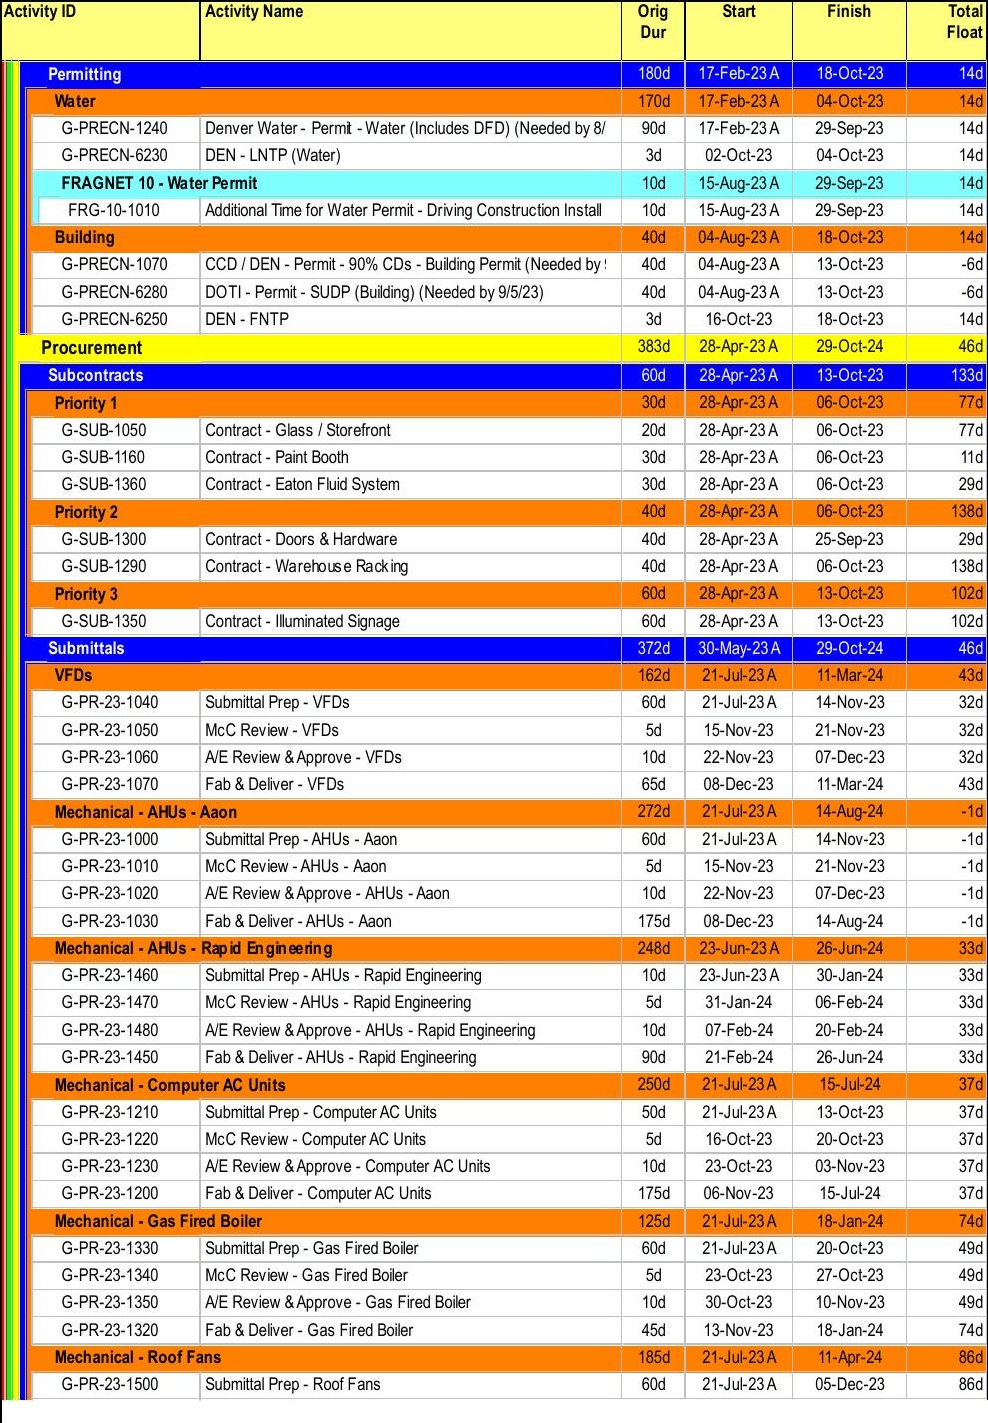 Activity ID Activity Name Orig Dur Start Finish Total Float
Permitting 180d 17-Feb-23 A 18-Oct-23 14d
Water 170d 17-Feb-23 A 04-Oct-23 14d
G-PRECN-1240 Denver Water - Permit - Water (Includes DFD) (Needed by 8/ 90d 17-Feb-23 A 29-Sep-23 14d
G-PRECN-6230 DEN - LNTP (Water) 3d 02-Oct-23 04-Oct-23 14d
FRAGNET 10 - Water Permit 10d 15-Aug-23 A 29-Sep-23 14d
FRG-10-1010 Additional Time for Water Permit - Driving Construction Install 10d 15-Aug-23 A 29-Sep-23 14d
Building 40d 04-Aug-23 A 18-Oct-23 14d
G-PRECN-1070 CCD / DEN - Permit - 90% CDs - Building Permit (Needed by 40d 04-Aug-23 A 13-Oct-23 -6d
G-PRECN-6280 DOTI - Permit - SUDP (Building) (Needed by 9/5/23) 40d 04-Aug-23 A 13-Oct-23 -6d
G-PRECN-6250 DEN - FNTP 3d 16-Oct-23 18-Oct-23 14d
Procurement 383d 28-Apr-23 A 29-Oct-24 46d
Subcontracts 60d 28-Apr-23 A 13-Oct-23 133d
Priority 1 30d 28-Apr-23 A 06-Oct-23 77d
G-SUB-1050 Contract - Glass / Storefront 20d 28-Apr-23 A 06-Oct-23 77d
G-SUB-1160 Contract - Paint Booth 30d 28-Apr-23 A 06-Oct-23 11d
G-SUB-1360 Contract - Eaton Fluid System 30d 28-Apr-23 A 06-Oct-23 29d
Priority 2 40d 28-Apr-23 A 06-Oct-23 138d
G-SUB-1300 Contract - Doors & Hardware 40d 28-Apr-23 A 25-Sep-23 29d
G-SUB-1290 Contract - Warehouse Racking 40d 28-Apr-23 A 06-Oct-23 138d
Priority 3 60d 28-Apr-23 A 13-Oct-23 102d
G-SUB-1350 Contract - Illuminated Signage 60d 28-Apr-23 A 13-Oct-23 102d
Submittals 372d 30-May-23 A 29-Oct-24 46d
VFDs 162d 21-Jul-23 A 11-Mar-24 43d
G-PR-23-1040 Submittal Prep - VFDs 60d 21-Jul-23 A 14-Nov-23 32d
G-PR-23-1050 McC Review - VFDs 5d 15-Nov-23 21-Nov-23 32d
G-PR-23-1060 A/E Review & Approve - VFDs 10d 22-Nov-23 07-Dec-23 32d
G-PR-23-1070 Fab & Deliver - VFDs 65d 08-Dec-23 11-Mar-24 43d
Mechanical - AHUs - Aaon 272d 21-Jul-23 A 14-Aug-24 -1d
G-PR-23-1000 Submittal Prep - AHUs - Aaon 60d 21-Jul-23 A 14-Nov-23 -1d
G-PR-23-1010 McC Review - AHUs - Aaon 5d 15-Nov-23 21-Nov-23 -1d
G-PR-23-1020 A/E Review & Approve - AHUs - Aaon 10d 22-Nov-23 07-Dec-23 -1d
G-PR-23-1030 Fab & Deliver - AHUs - Aaon 175d 08-Dec-23 14-Aug-24 -1d
Mechanical - AHUs - Rapid Engineering 248d 23-Jun-23 A 26-Jun-24 33d
G-PR-23-1460 Submittal Prep - AHUs - Rapid Engineering 10d 23-Jun-23 A 30-Jan-24 33d
G-PR-23-1470 McC Review - AHUs - Rapid Engineering 5d 31-Jan-24 06-Feb-24 33d
G-PR-23-1480 A/E Review & Approve - AHUs - Rapid Engineering 10d 07-Feb-24 20-Feb-24 33d
G-PR-23-1450 Fab & Deliver - AHUs - Rapid Engineering 90d 21-Feb-24 26-Jun-24 33d
Mechanical - Computer AC Units 250d 21-Jul-23 A 15-Jul-24 37d
G-PR-23-1210 Submittal Prep - Computer AC Units 50d 21-Jul-23 A 13-Oct-23 37d
G-PR-23-1220 McC Review - Computer AC Units 5d 16-Oct-23 20-Oct-23 37d
G-PR-23-1230 A/E Review & Approve - Computer AC Units 10d 23-Oct-23 03-Nov-23 37d
G-PR-23-1200 Fab & Deliver - Computer AC Units 175d 06-Nov-23 15-Jul-24 37d
Mechanical - Gas Fired Boiler 125d 21-Jul-23 A 18-Jan-24 74d
G-PR-23-1330 Submittal Prep - Gas Fired Boiler 60d 21-Jul-23 A 20-Oct-23 49d
G-PR-23-1340 McC Review - Gas Fired Boiler 5d 23-Oct-23 27-Oct-23 49d
G-PR-23-1350 A/E Review & Approve - Gas Fired Boiler 10d 30-Oct-23 10-Nov-23 49d
G-PR-23-1320 Fab & Deliver - Gas Fired Boiler 45d 13-Nov-23 18-Jan-24 74d
Mechanical - Roof Fans 185d 21-Jul-23 A 11-Apr-24 86d
G-PR-23-1500 Submittal Prep - Roof Fans 60d 21-Jul-23 A 05-Dec-23 86d